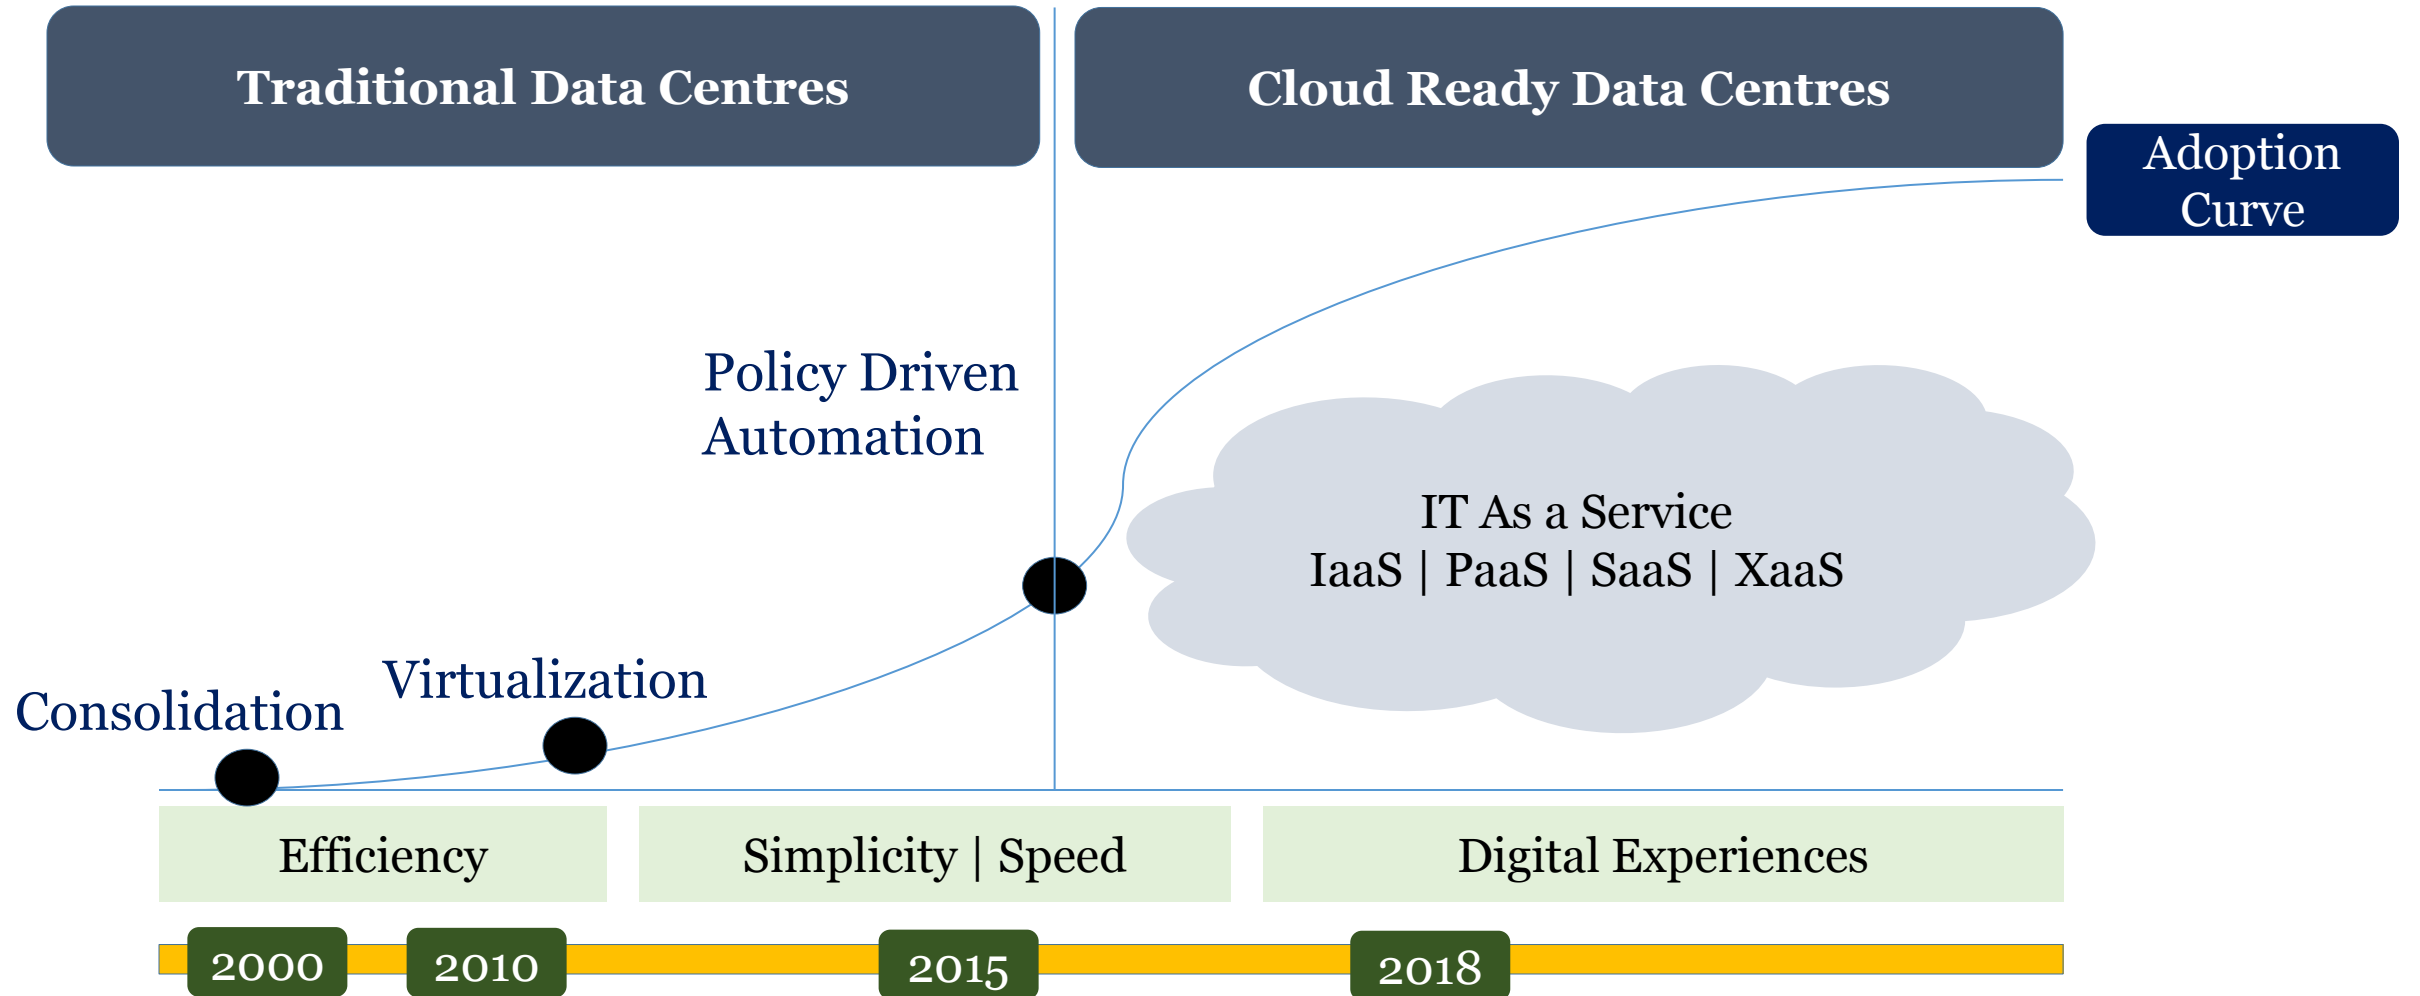 Traditional Data Centres
Cloud Ready Data Centres
Adoption
Curve
Policy Driven
Automation
IT As a Service
IaaS | PaaS | SaaS | XaaS
Virtualization
Consolidation
Efficiency
Simplicity | Speed
Digital Experiences
2000
2010
2015
2018